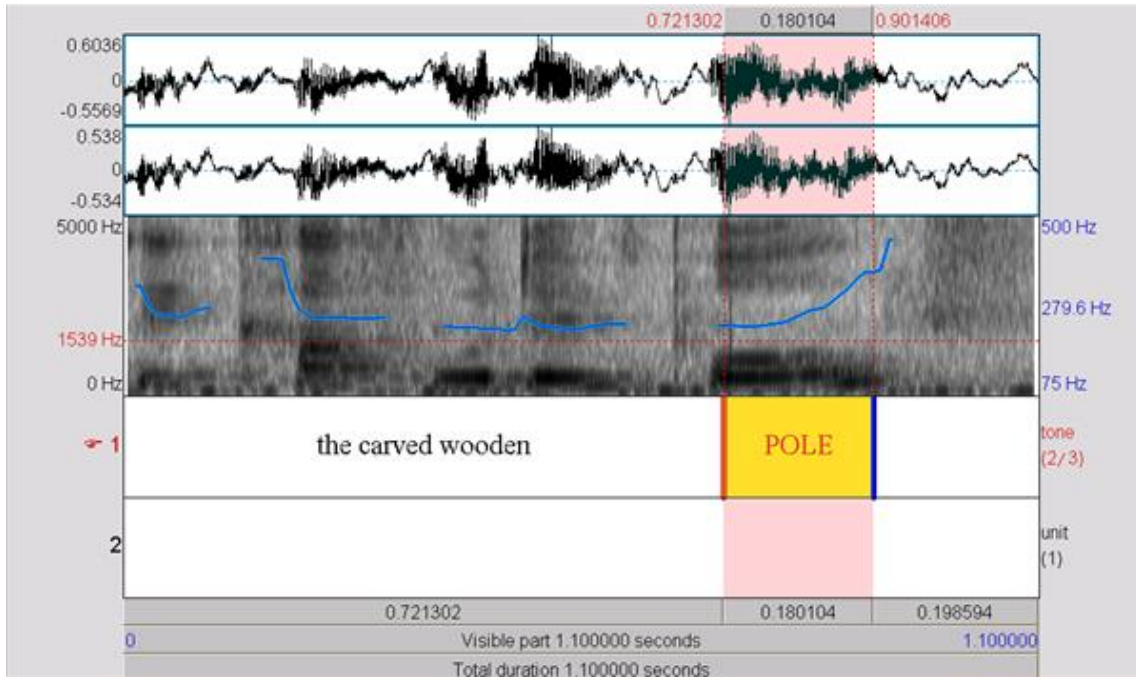 0.721302 0.180104 0.901406
0.6036
0
-0.5569
0.538
0
-0.534
5000 Hz 500 Hz
279.6 Hz
1539 Hz
0 Hz 75 Hz
☞ 1 the carved wooden POLE tone
(2/3)
2 unit
(1)
0.721302 0.180104 0.198594
0 Visible part 1.100000 seconds 1.100000
Total duration 1.100000 seconds